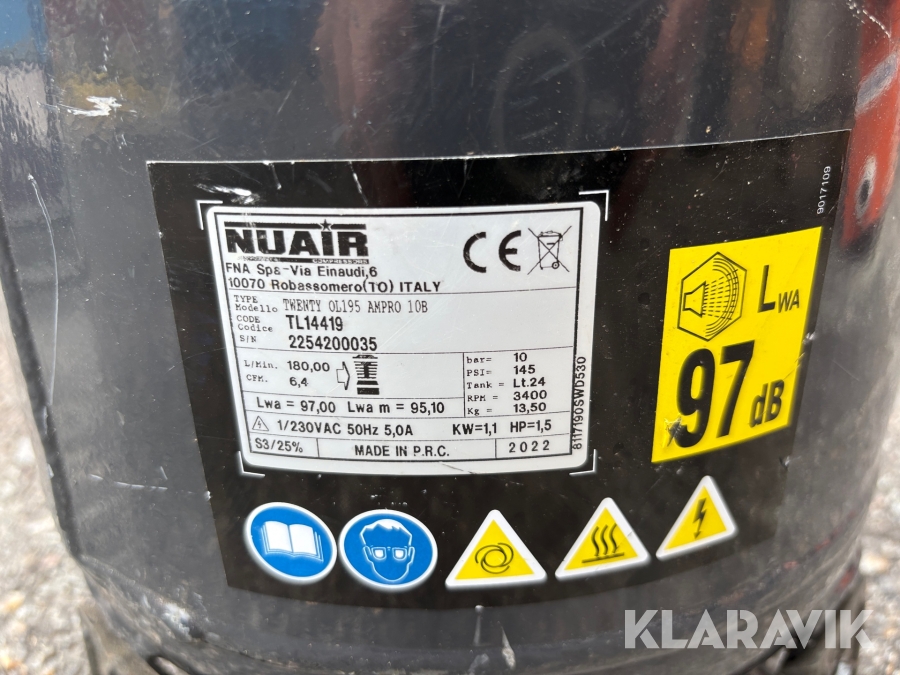 9017109
NUAIR
COMPRESSORS
FNA Spa-Via Einaudi,6
10070 Robassomero(TO) ITALY
CE
TYPE
Modello TWENTY OL195 AMPRO 10B
CODE
Codice TL14419
S/N 2254200035
L/Min. 180,00
CFM. 6,4
bar= 10
PSI= 145
Tank = Lt.24
RPM = 3400
Kg = 13,50
Lwa = 97,00 Lwa m = 95,10
1/230VAC 50Hz 5,0A KW=1,1 HP=1,5
S3/25% MADE IN P.R.C. 2022
8117190SWD530
LWA
97 dB
KLARAVIK